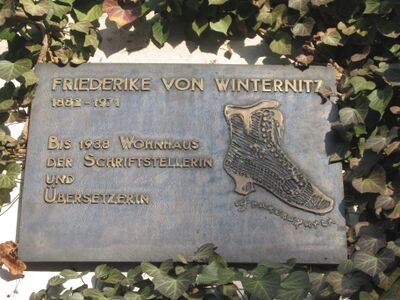 FRIEDERIKE VON WINTERNITZ
1882-1971
BIS 1938 WOHNHAUS
DER SCHRIFTSTELLERIN
UND
ÜBERSETZERIN